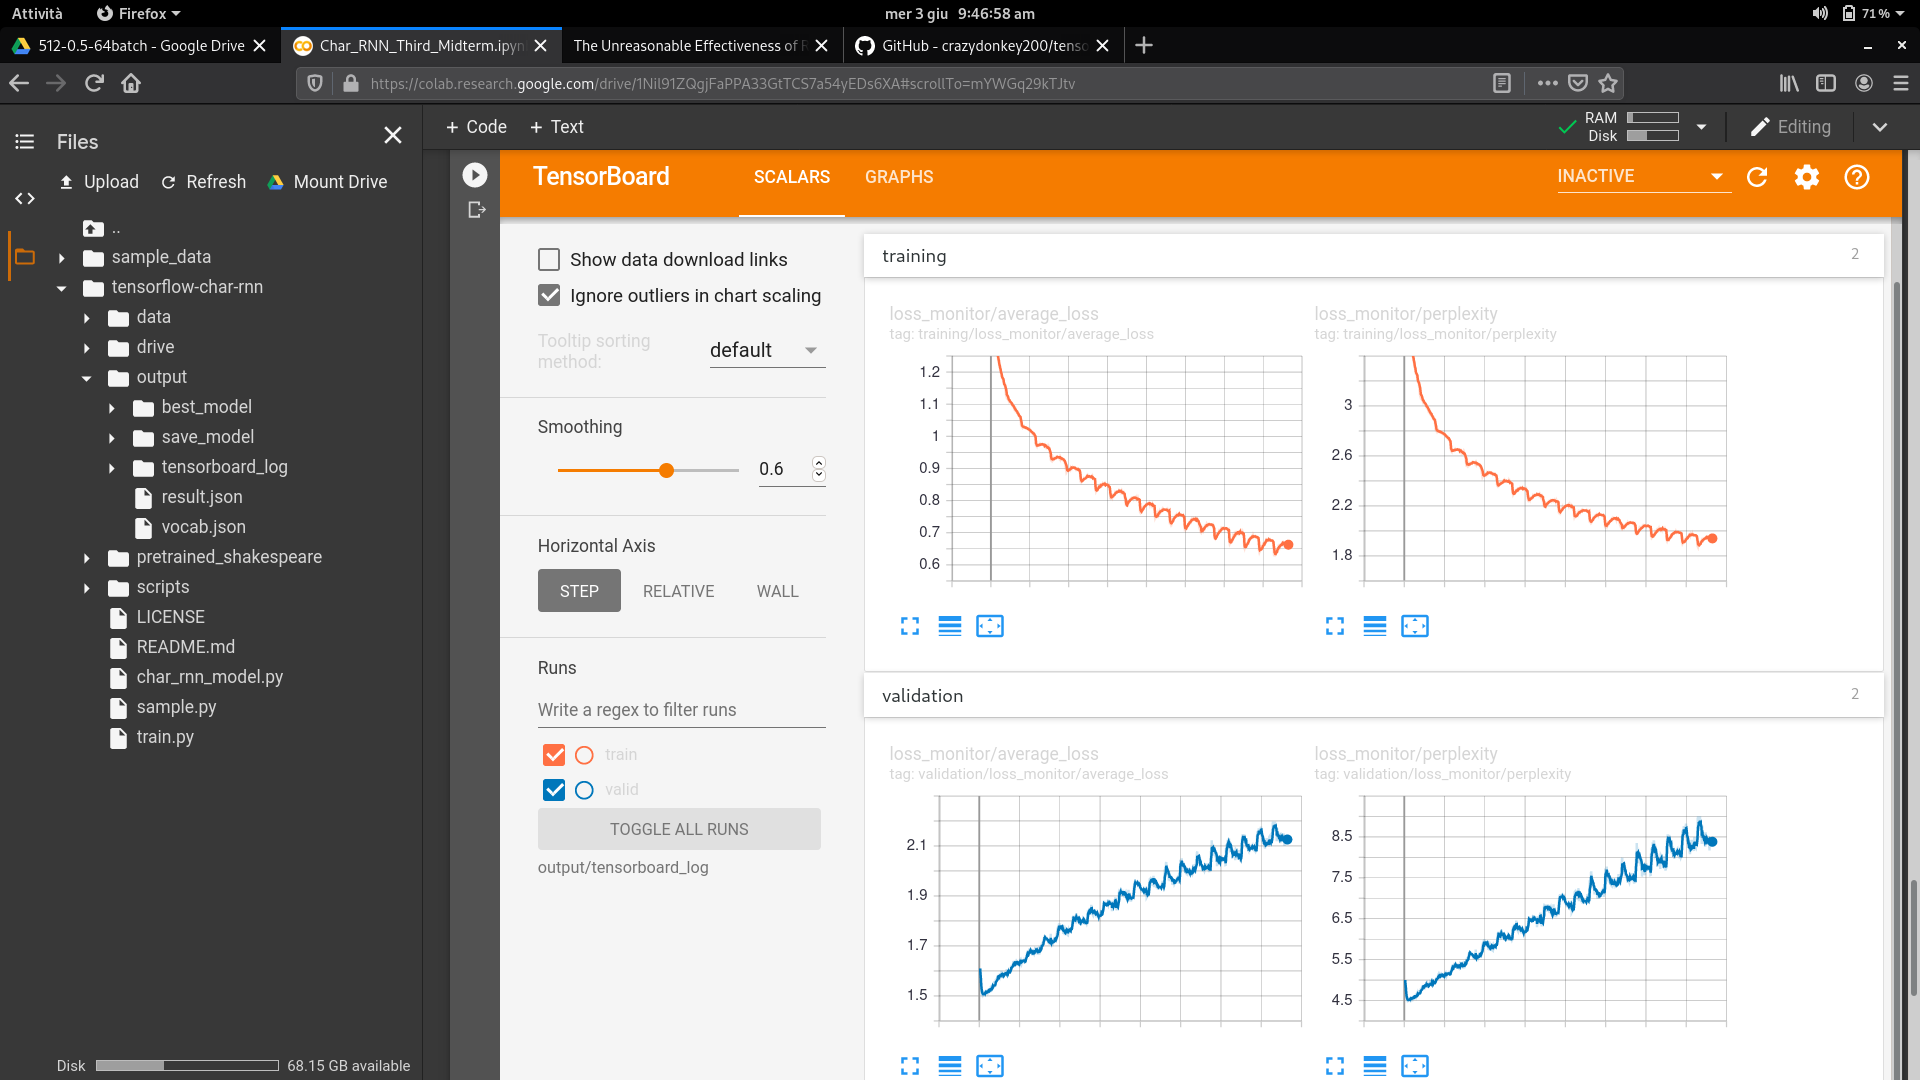 Attività
Firefox
mer 3 giu 9:46:58 am
71%
512-0.5-64batch - Google Drive
Char_RNN_Third_Midterm.ipyn
The Unreasonable Effectiveness of R
GitHub - crazydonkey200/tenso
https://colab.research.google.com/drive/1Nil91ZQgjFaPPA33GtTCS7a54yEDs6XA#scrollTo=mYWGq29kTJtv
Files
Upload
Refresh
Mount Drive
..
sample_data
tensorflow-char-rnn
data
drive
output
best_model
save_model
tensorboard_log
result.json
vocab.json
pretrained_shakespeare
scripts
LICENSE
README.md
char_rnn_model.py
sample.py
train.py
Disk
68.15 GB available
+ Code
+ Text
RAM
Disk
Editing
TensorBoard
SCALARS
GRAPHS
INACTIVE
Show data download links
Ignore outliers in chart scaling
Tooltip sorting
method:
default
Smoothing
0.6
Horizontal Axis
STEP
RELATIVE
WALL
Runs
Write a regex to filter runs
train
valid
TOGGLE ALL RUNS
output/tensorboard_log
training
2
loss_monitor/average_loss
tag: training/loss_monitor/average_loss
1.2
1.1
1
0.9
0.8
0.7
0.6
loss_monitor/perplexity
tag: training/loss_monitor/perplexity
3
2.6
2.2
1.8
validation
2
loss_monitor/average_loss
tag: validation/loss_monitor/average_loss
2.1
1.9
1.7
1.5
loss_monitor/perplexity
tag: validation/loss_monitor/perplexity
8.5
7.5
6.5
5.5
4.5